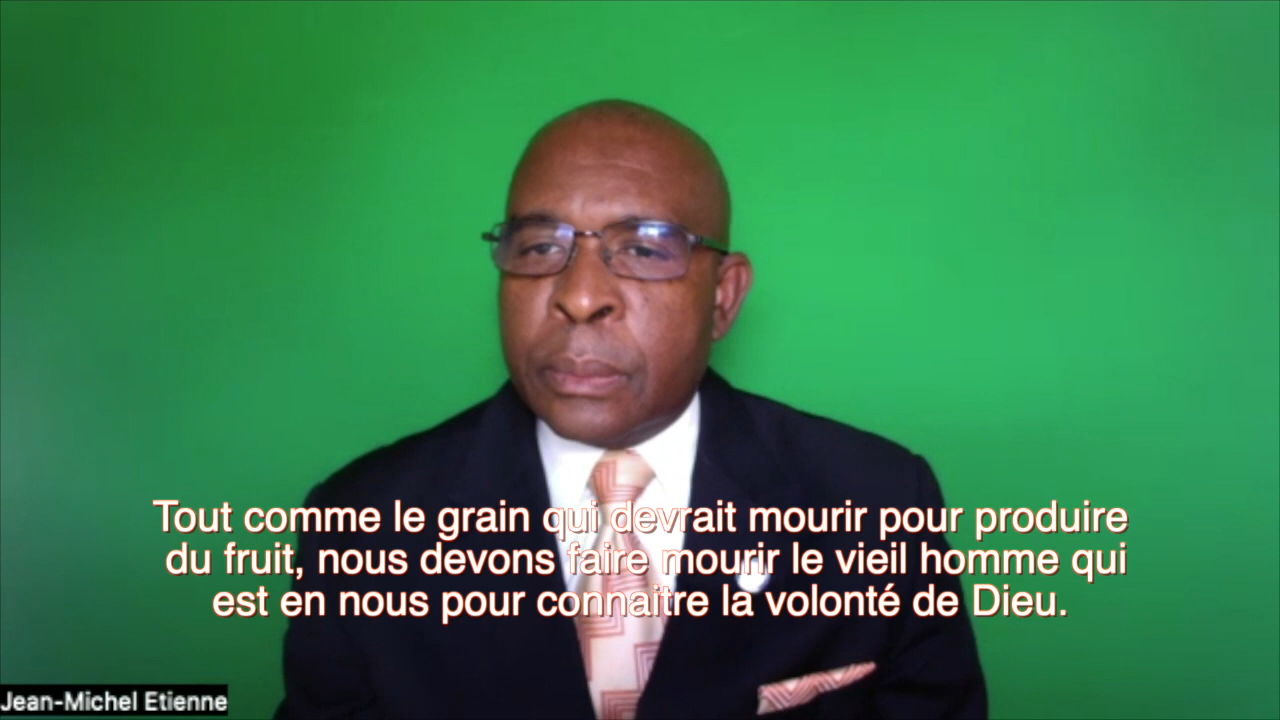 Tout comme le grain qui devrait mourir pour produire
du fruit, nous devons faire mourir le vieil homme qui
est en nous pour connaitre la volonté de Dieu.
Jean-Michel Etienne